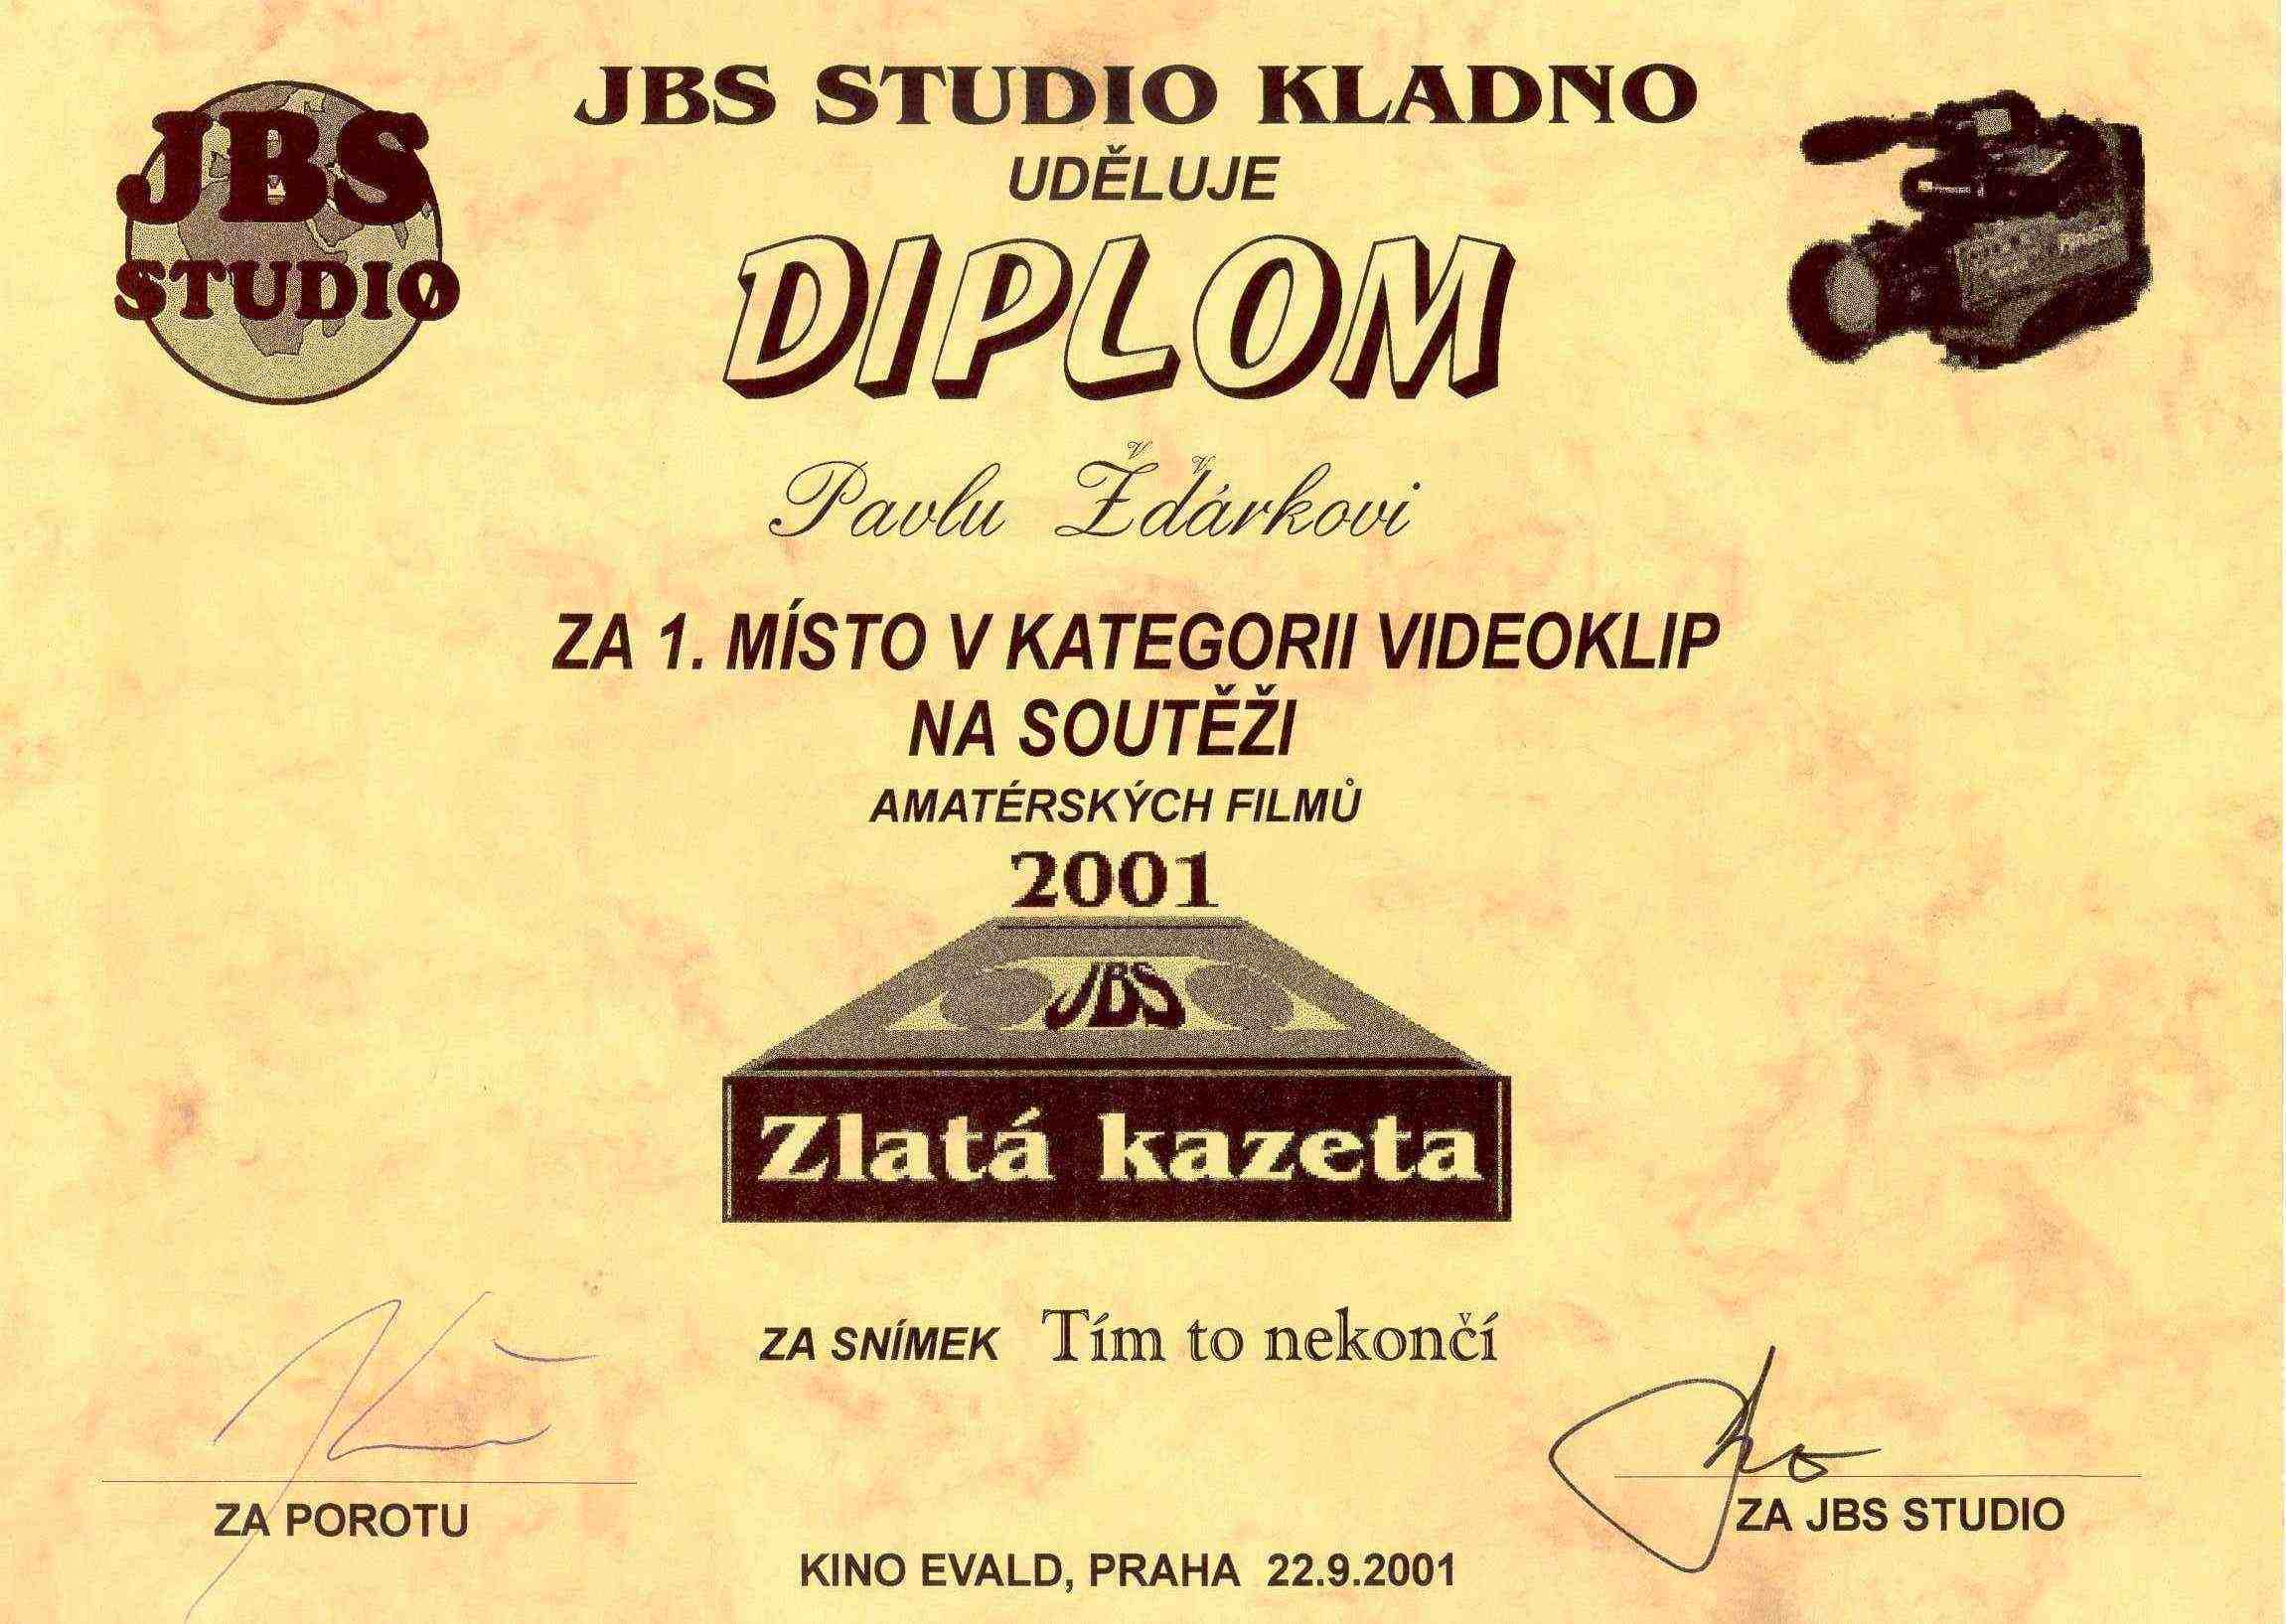 JBS STUDIO KLADNO
JBS
STUDIO
UDĚLUJE
DIPLOM
Pavlu Žďárkovi
ZA 1. MÍSTO V KATEGORII VIDEOKLIP
NA SOUTĚŽI
AMATÉRSKÝCH FILMŮ
2001
JBS
Zlatá kazeta
ZA SNÍMEK Tím to nekončí
ZA POROTU
ZA JBS STUDIO
KINO EVALD, PRAHA 22.9.2001